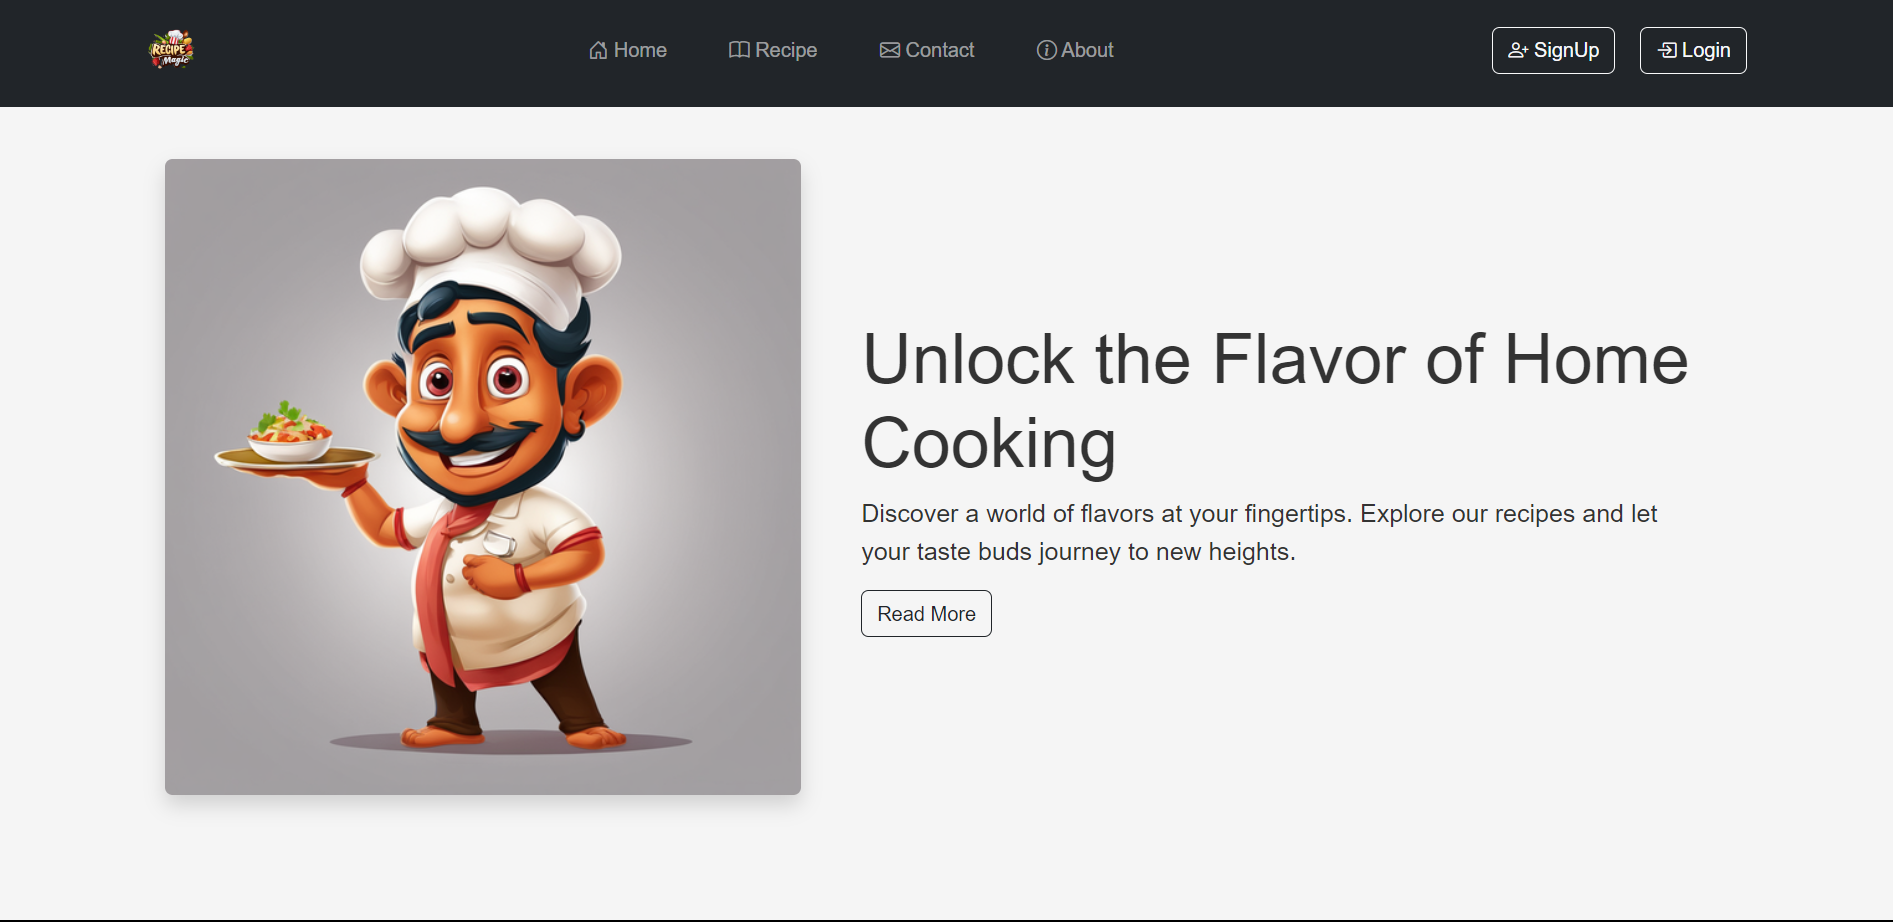 RECIPE
Magic
Home
Recipe
Contact
About
SignUp
Login
Unlock the Flavor of Home
Cooking
Discover a world of flavors at your fingertips. Explore our recipes and let
your taste buds journey to new heights.
Read More